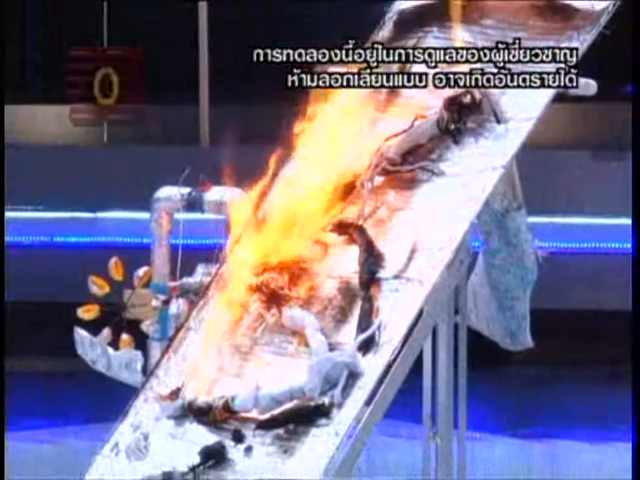 การทดลองนี้อยู่ในการดูแลของผู้เชี่ยวชาญ
ห้ามลอกเลียนแบบ อาจเกิดอันตรายได้
0